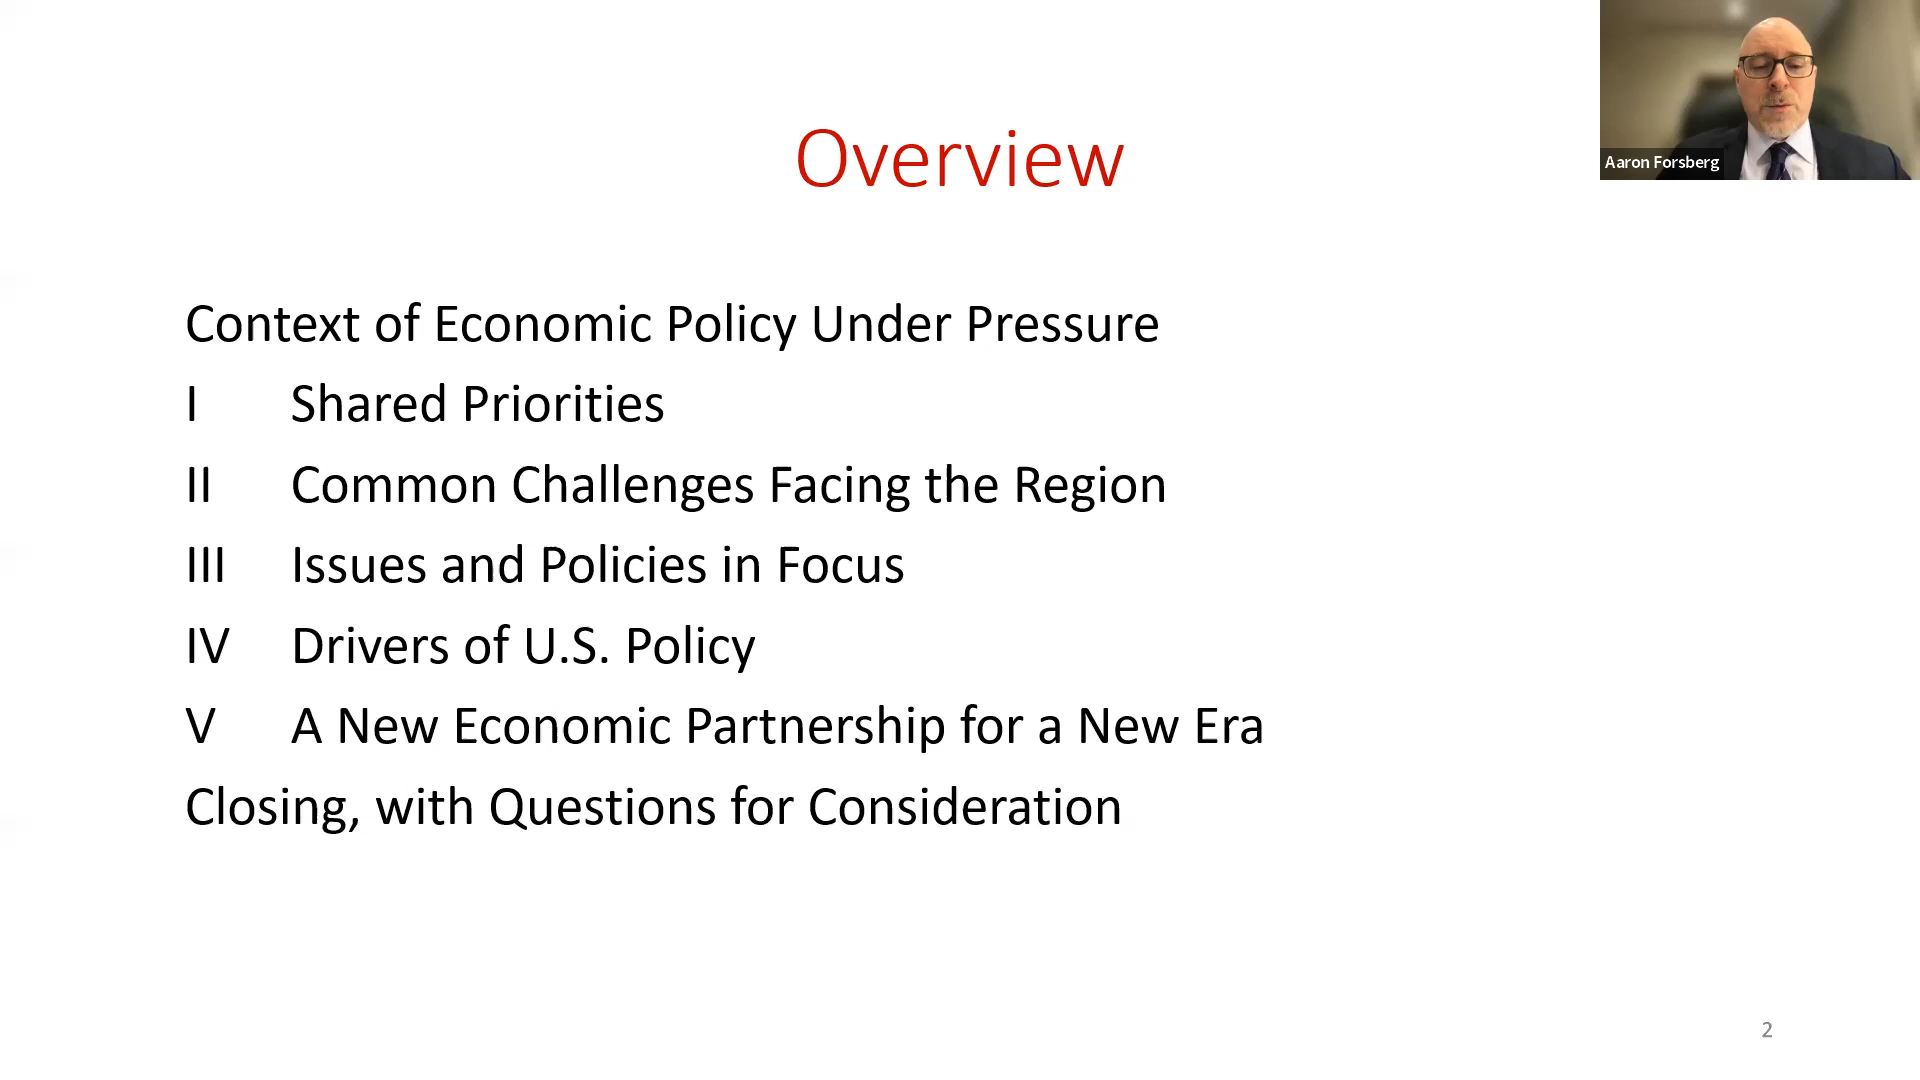 Overview
Aaron Forsberg
Context of Economic Policy Under Pressure
I Shared Priorities
II Common Challenges Facing the Region
III Issues and Policies in Focus
IV Drivers of U.S. Policy
V A New Economic Partnership for a New Era
Closing, with Questions for Consideration
2